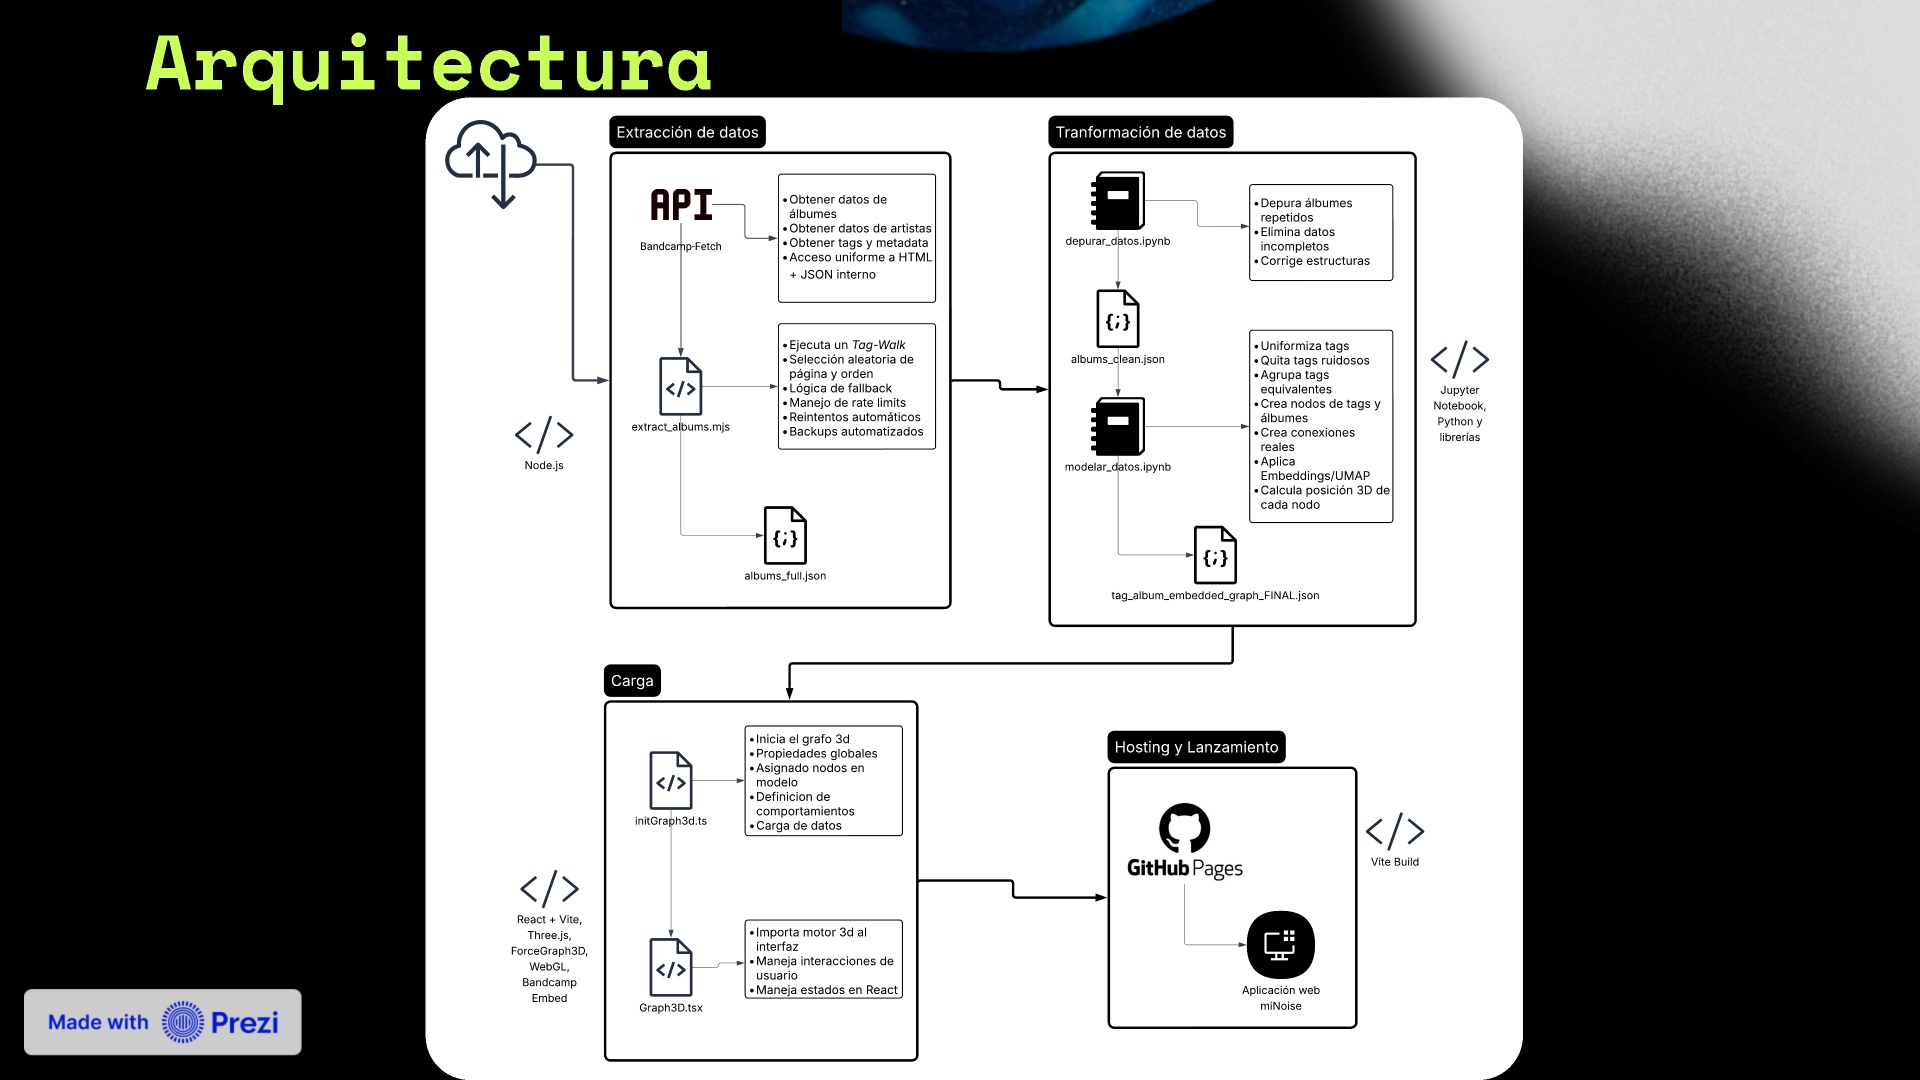 Arquitectura
Extracción de datos
API
Bandcamp-Fetch
•Obtener datos de
álbumes
•Obtener datos de artistas
•Obtener tags y metadata
•Acceso uniforme a HTML
+ JSON interno
extract_albums.mjs
•Ejecuta un Tag-Walk
•Selección aleatoria de
página y orden
•Lógica de fallback
•Manejo de rate limits
•Reintentos automáticos
•Backups automatizados
albums_full.json
Node.js
Tranformación de datos
depurar_datos.ipynb
•Depura álbumes
repetidos
•Elimina datos
incompletos
•Corrige estructuras
albums_clean.json
modelar_datos.ipynb
•Uniformiza tags
•Quita tags ruidosos
•Agrupa tags
equivalentes
•Crea nodos de tags y
álbumes
•Crea conexiones
reales
•Aplica
Embeddings/UMAP
•Calcula posición 3D de
cada nodo
tag_album_embedded_graph_FINAL.json
Jupyter
Notebook,
Python y
librerías
Carga
initGraph3d.ts
•Inicia el grafo 3d
•Propiedades globales
•Asignado nodos en
modelo
•Definicion de
comportamientos
•Carga de datos
Graph3D.tsx
•Importa motor 3d al
interfaz
•Maneja interacciones de
usuario
•Maneja estados en React
React + Vite,
Three.js,
ForceGraph3D,
WebGL,
Bandcamp
Embed
Hosting y Lanzamiento
GitHub Pages
Aplicación web
miNoise
Vite Build
Made with Prezi